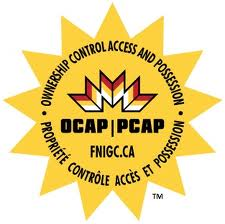 • OWNERSHIP CONTROL ACCESS AND POSSESSION •
OCAP | PCAP
FNIGC.CA
PROPRIÉTÉ CONTRÔLE ACCÈS ET POSSESSION
TM